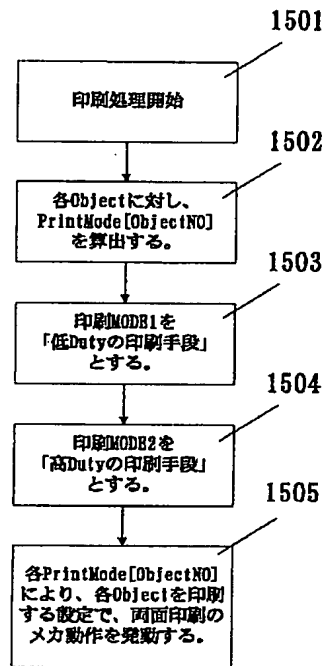 1501
印刷処理開始
1502
各Objectに対し、
PrintMode[ObjectNO]
を算出する。
1503
印刷MODE1を
「低Dutyの印刷手段」
とする。
1504
印刷MODE2を
「高Dutyの印刷手段」
とする。
1505
各PrintMode[ObjectNO]
により、各Objectを印刷
する設定で、両面印刷の
メカ動作を発動する。